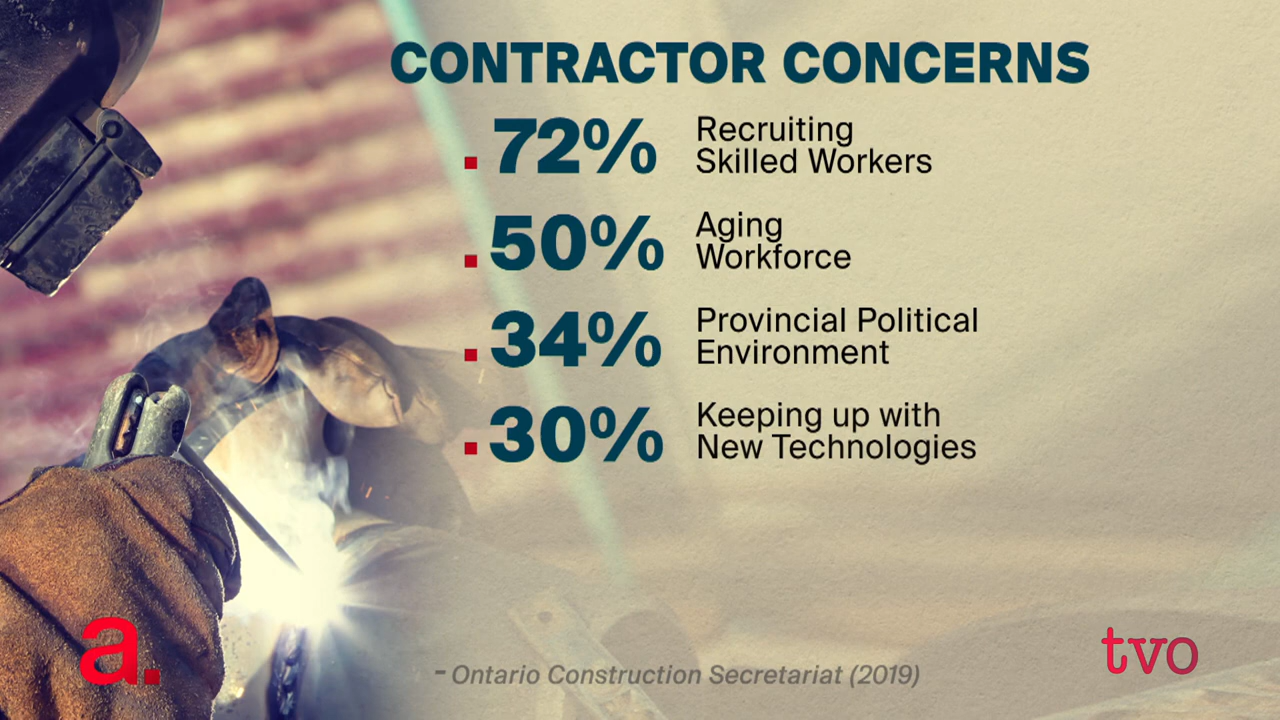 CONTRACTOR CONCERNS
72% Recruiting
Skilled Workers
50% Aging
Workforce
34% Provincial Political
Environment
30% Keeping up with
New Technologies
a.
tvo
- Ontario Construction Secretariat (2019)